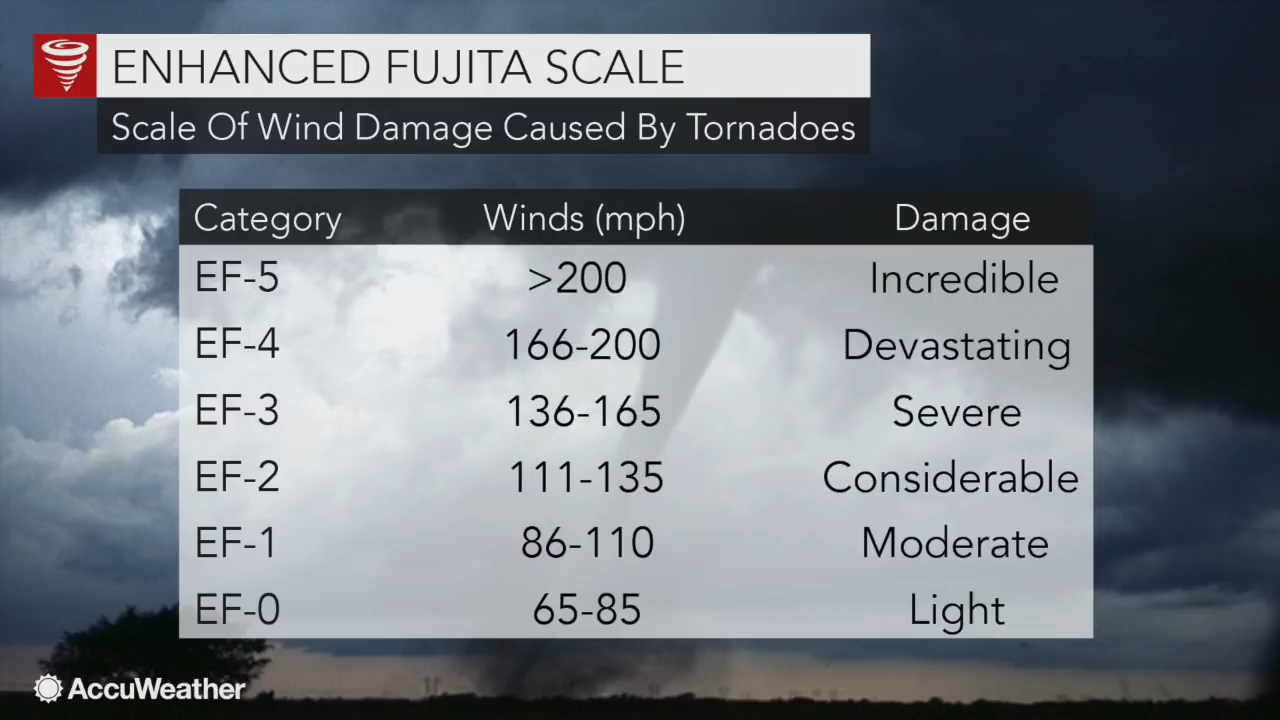 ENHANCED FUJITA SCALE
Scale Of Wind Damage Caused By Tornadoes
Category Winds (mph) Damage
EF-5 >200 Incredible
EF-4 166-200 Devastating
EF-3 136-165 Severe
EF-2 111-135 Considerable
EF-1 86-110 Moderate
EF-0 65-85 Light
AccuWeather